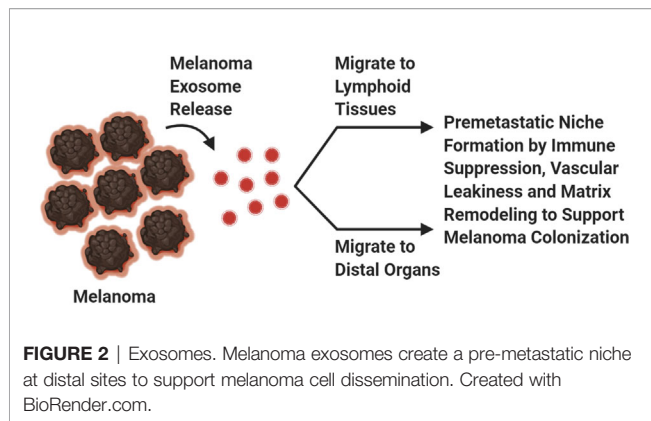 Melanoma
Exosome
Release
Migrate to
Lymphoid
Tissues
Premetastatic Niche
Formation by Immune
Suppression, Vascular
Leakiness and Matrix
Remodeling to Support
Melanoma Colonization
Migrate to
Distal Organs
Melanoma
FIGURE 2 | Exosomes. Melanoma exosomes create a pre-metastatic niche
at distal sites to support melanoma cell dissemination. Created with
BioRender.com.